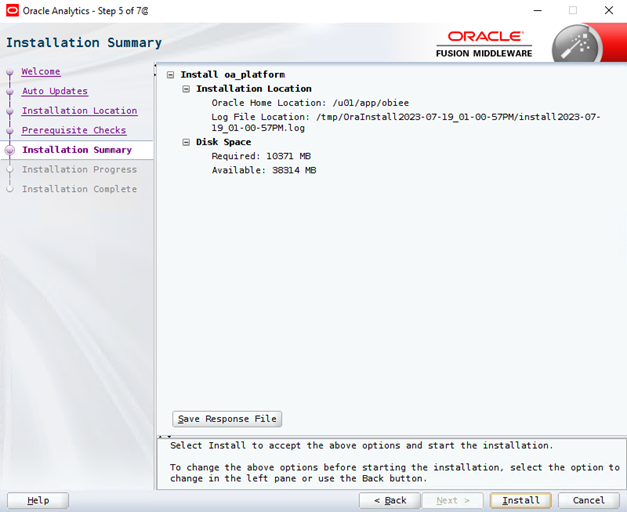 Oracle Analytics - Step 5 of 7@
Installation Summary
ORACLE
FUSION MIDDLEWARE
Welcome
Auto Updates
Installation Location
Prerequisite Checks
Installation Summary
Installation Progress
Installation Complete
Install oa_platform
Installation Location
Oracle Home Location: /u01/app/obiee
Log File Location: /tmp/OraInstall2023-07-19_01-00-57PM/install2023-07-
19_01-00-57PM.log
Disk Space
Required: 10371 MB
Available: 38314 MB
Save Response File
Select Install to accept the above options and start the installation.
To change the above options before starting the installation, select the option to
change in the left pane or use the Back button.
Help
< Back
Next >
Install
Cancel